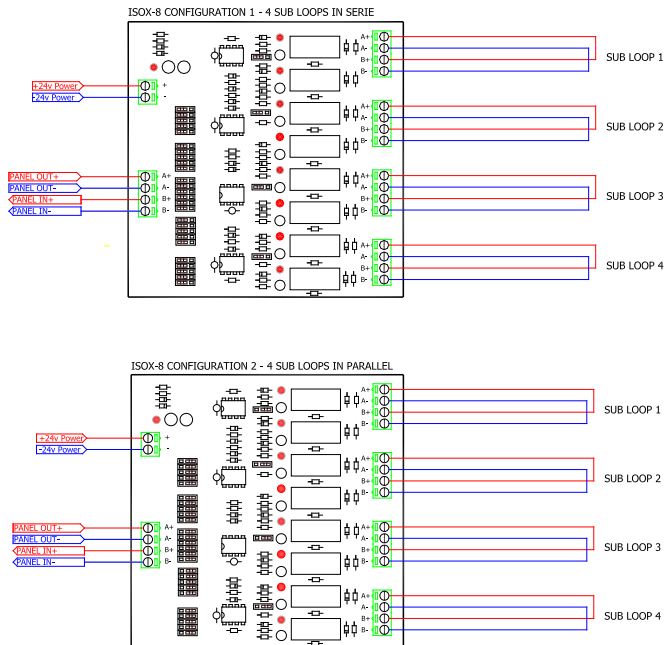 ISOX-8 CONFIGURATION 1 - 4 SUB LOOPS IN SERIE
A+
A-
B+
B-
SUB LOOP 1
+24v Power
+
-24v Power
-
A+
A-
B+
B-
SUB LOOP 2
PANEL OUT+
A+
PANEL OUT-
A-
PANEL IN+
B+
PANEL IN-
B-
A+
A-
B+
B-
SUB LOOP 3
A+
A-
B+
B-
SUB LOOP 4
ISOX-8 CONFIGURATION 2 - 4 SUB LOOPS IN PARALLEL
A+
A-
B+
B-
SUB LOOP 1
+24v Power
+
-24v Power
-
A+
A-
B+
B-
SUB LOOP 2
PANEL OUT+
A+
PANEL OUT-
A-
PANEL IN+
B+
PANEL IN-
B-
A+
A-
B+
B-
SUB LOOP 3
A+
A-
B+
B-
SUB LOOP 4